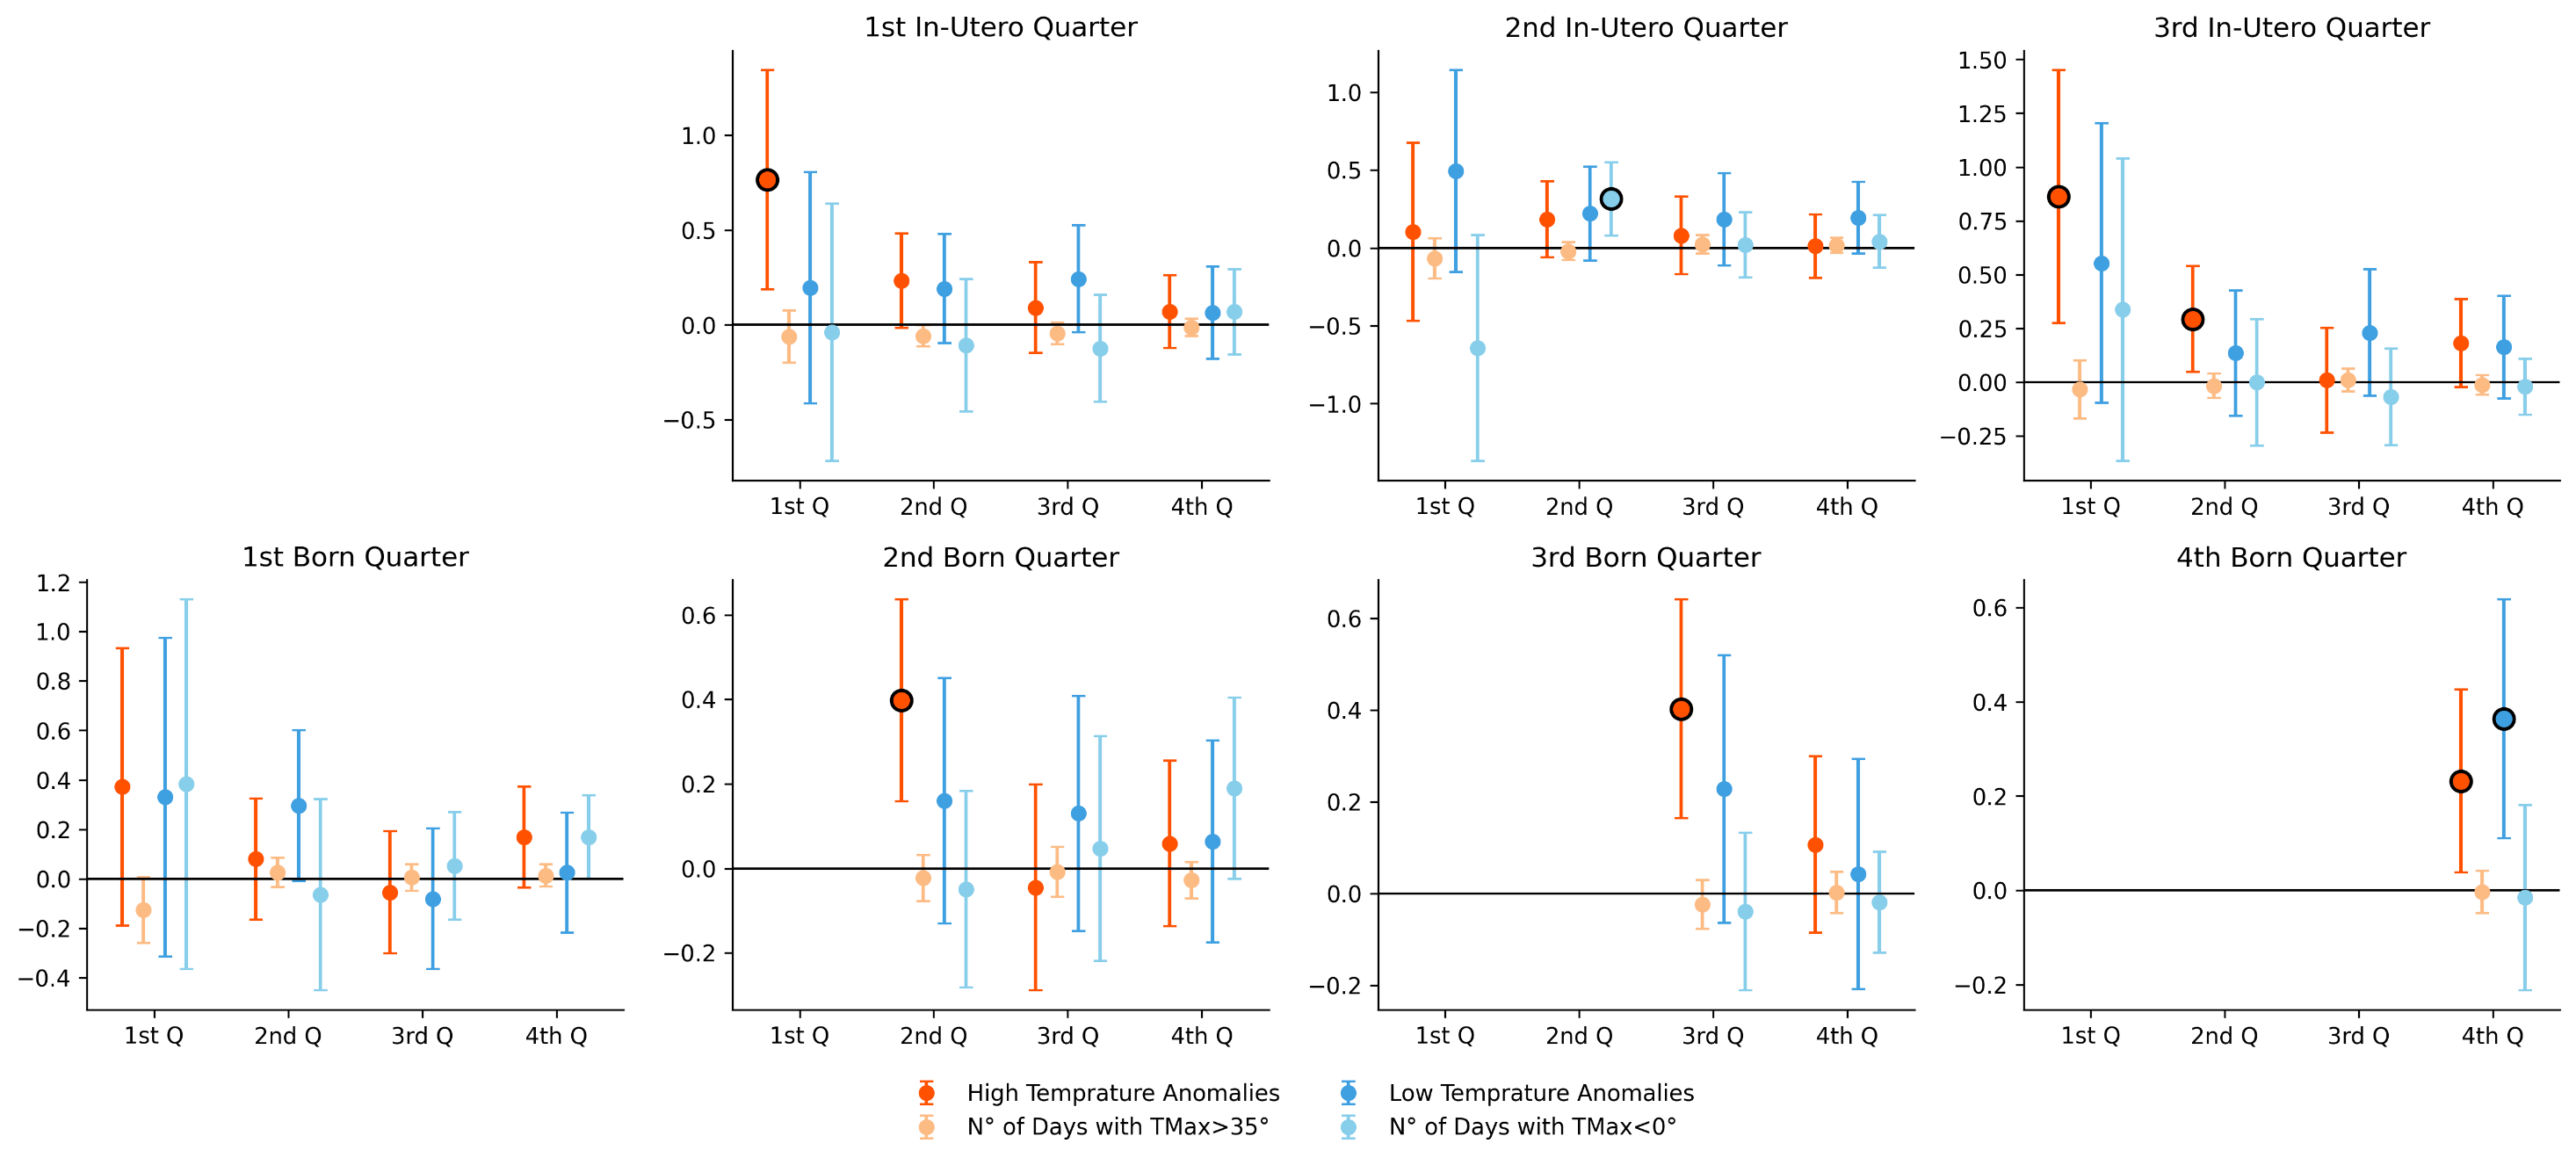 1st In-Utero Quarter
1.0
0.5
0.0
−0.5
1st Q 2nd Q 3rd Q 4th Q
2nd In-Utero Quarter
1.0
0.5
0.0
−0.5
−1.0
1st Q 2nd Q 3rd Q 4th Q
3rd In-Utero Quarter
1.50
1.25
1.00
0.75
0.50
0.25
0.00
−0.25
1st Q 2nd Q 3rd Q 4th Q
1st Born Quarter
1.2
1.0
0.8
0.6
0.4
0.2
0.0
−0.2
−0.4
1st Q 2nd Q 3rd Q 4th Q
2nd Born Quarter
0.6
0.4
0.2
0.0
−0.2
1st Q 2nd Q 3rd Q 4th Q
3rd Born Quarter
0.6
0.4
0.2
0.0
−0.2
1st Q 2nd Q 3rd Q 4th Q
4th Born Quarter
0.6
0.4
0.2
0.0
−0.2
1st Q 2nd Q 3rd Q 4th Q
High Temprature Anomalies
N° of Days with TMax>35°
Low Temprature Anomalies
N° of Days with TMax<0°